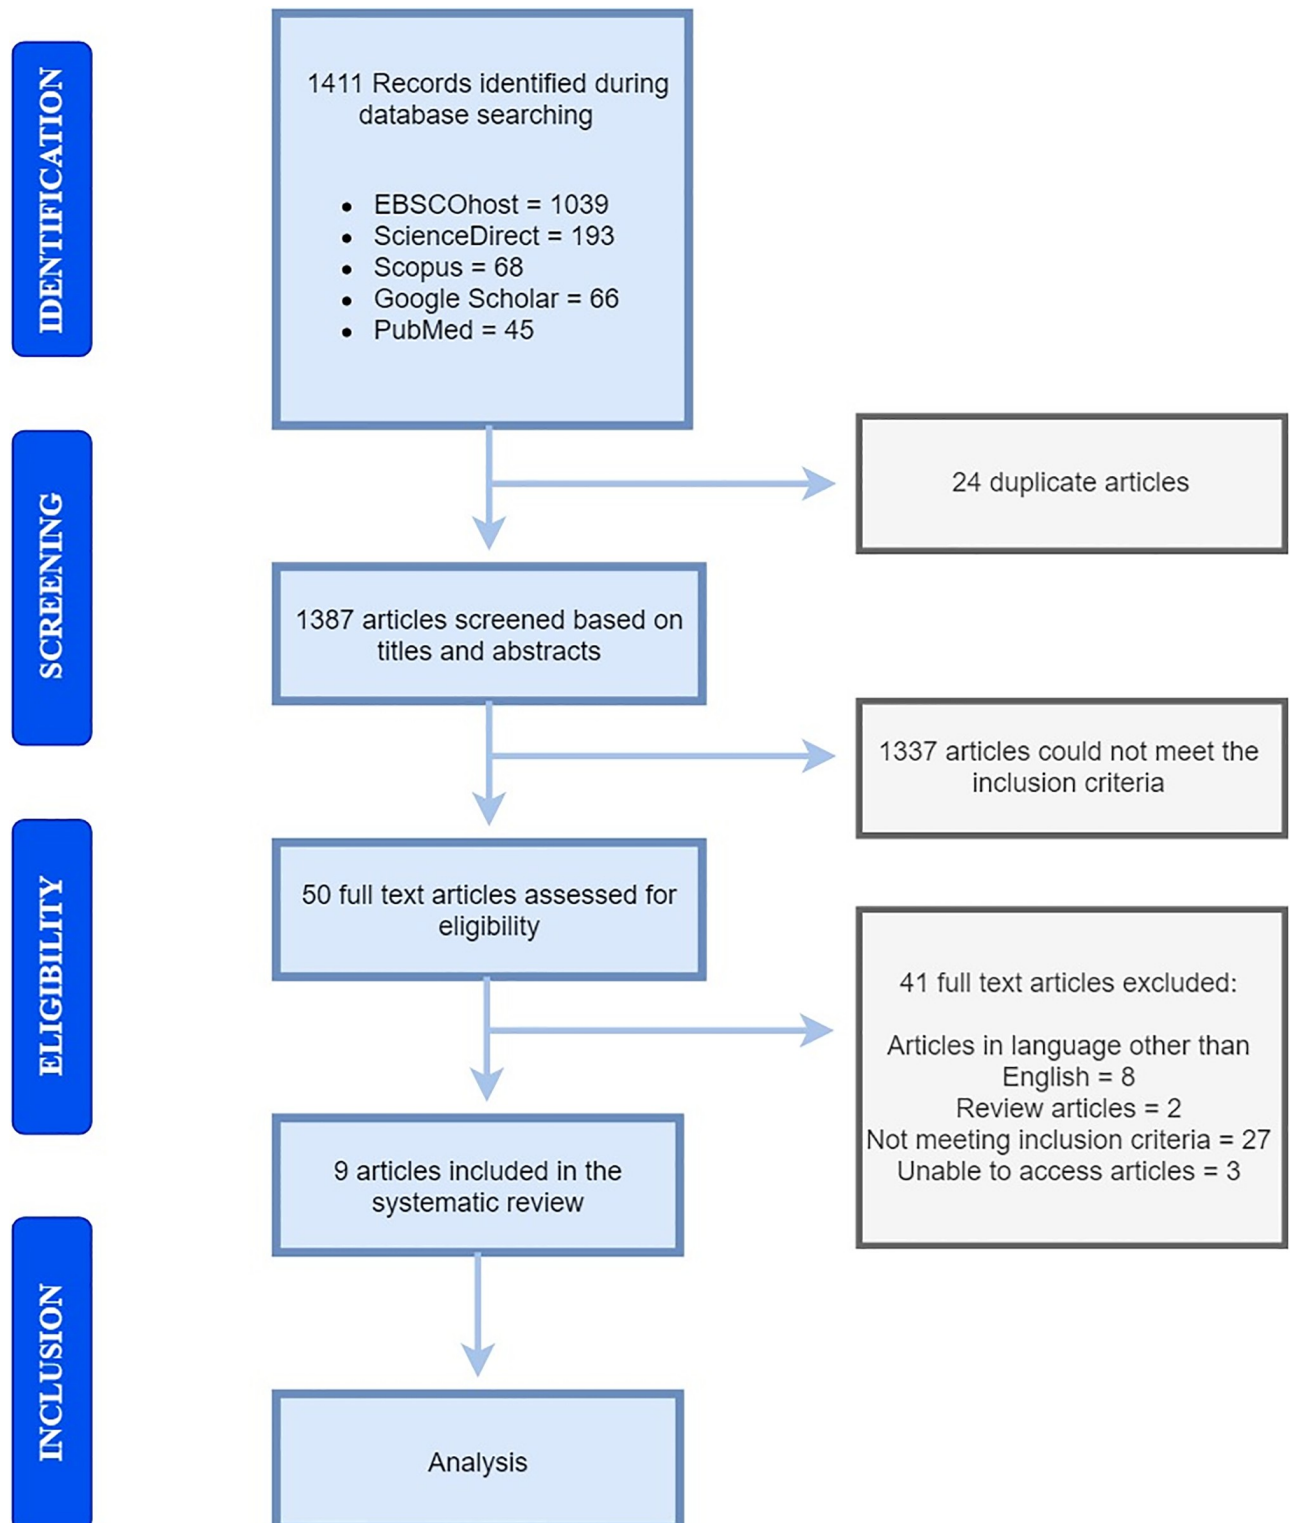 IDENTIFICATION
1411 Records identified during
database searching
• EBSCOhost = 1039
• ScienceDirect = 193
• Scopus = 68
• Google Scholar = 66
• PubMed = 45
SCREENING
24 duplicate articles
1387 articles screened based on
titles and abstracts
1337 articles could not meet the
inclusion criteria
ELIGIBILITY
50 full text articles assessed for
eligibility
41 full text articles excluded:
Articles in language other than
English = 8
Review articles = 2
Not meeting inclusion criteria = 27
Unable to access articles = 3
9 articles included in the
systematic review
INCLUSION
Analysis